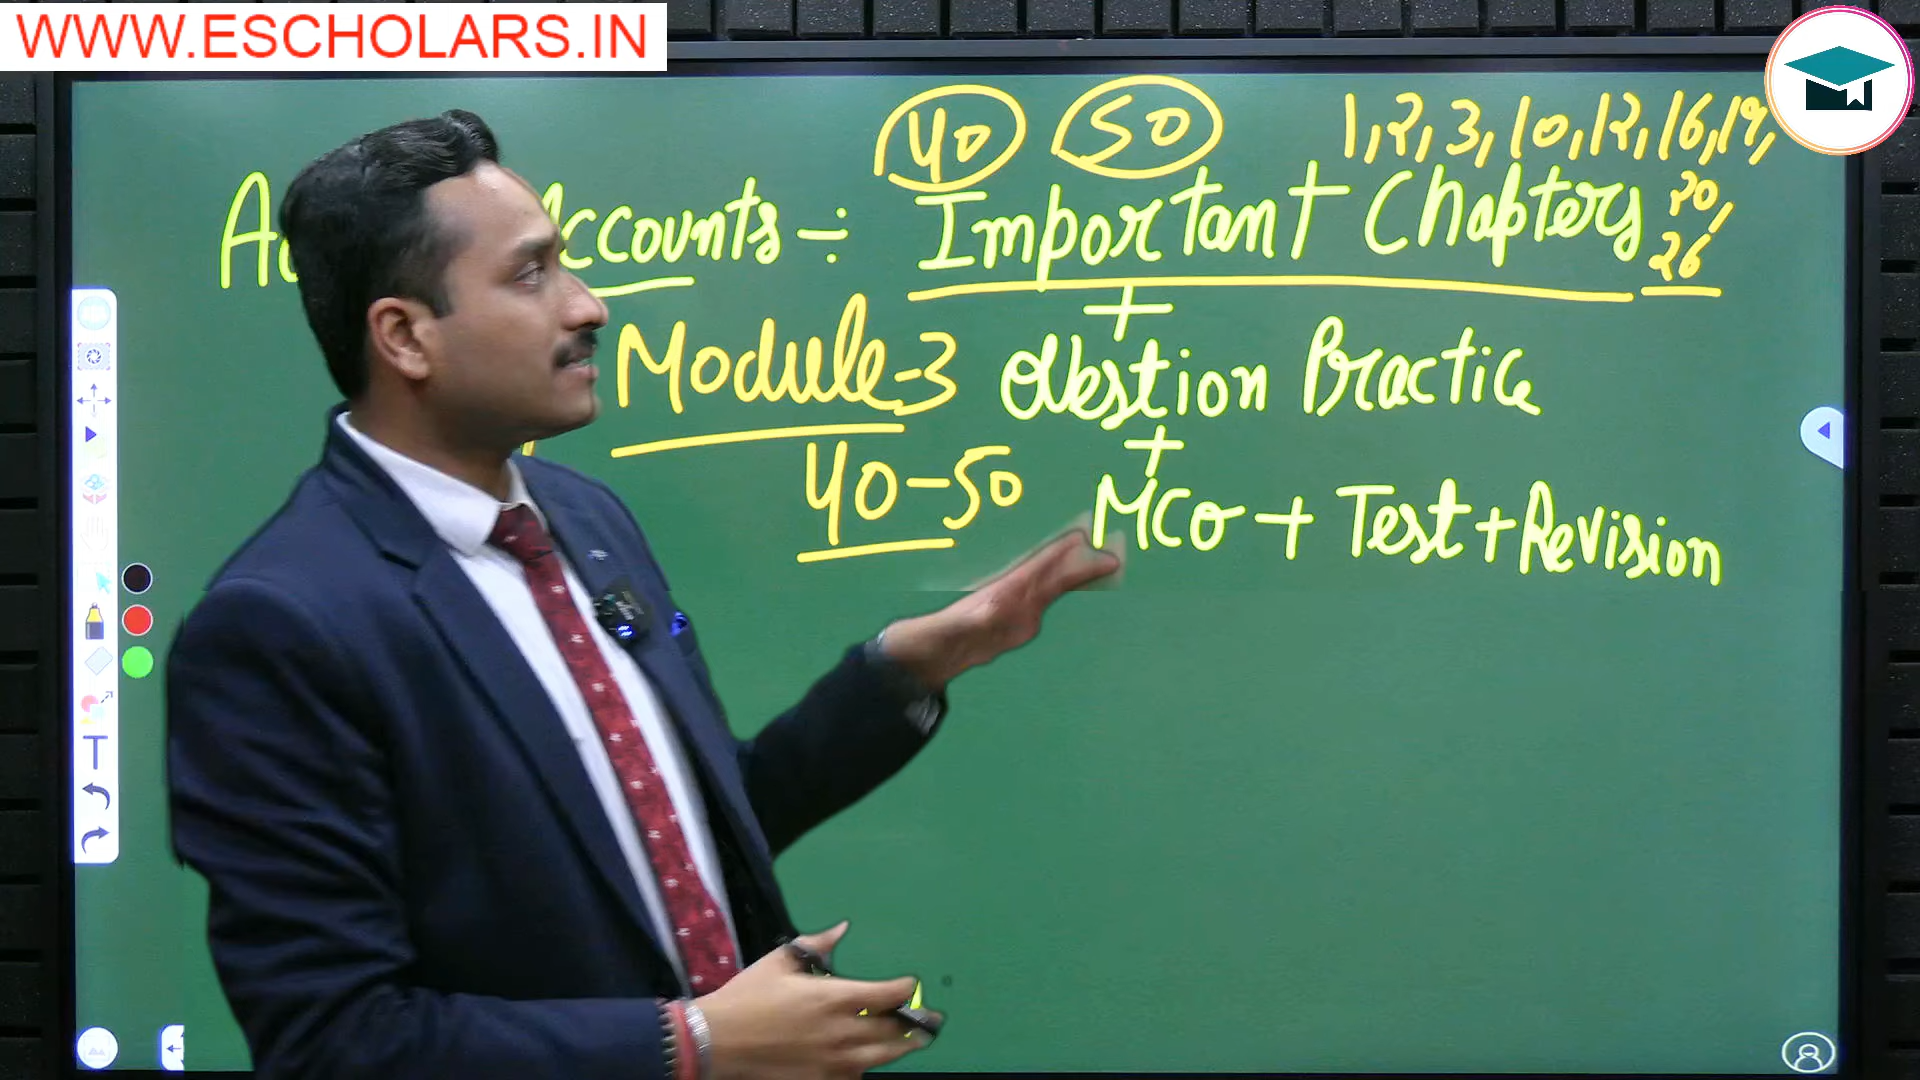 WWW.ESCHOLARS.IN
40 50 1, 2, 3, 10, 12, 16, 19,
Accounts ÷ Important Chapters 20,
26
+
Module-3 Question Practice
+
40-50 MCQ + Test + Revision
T